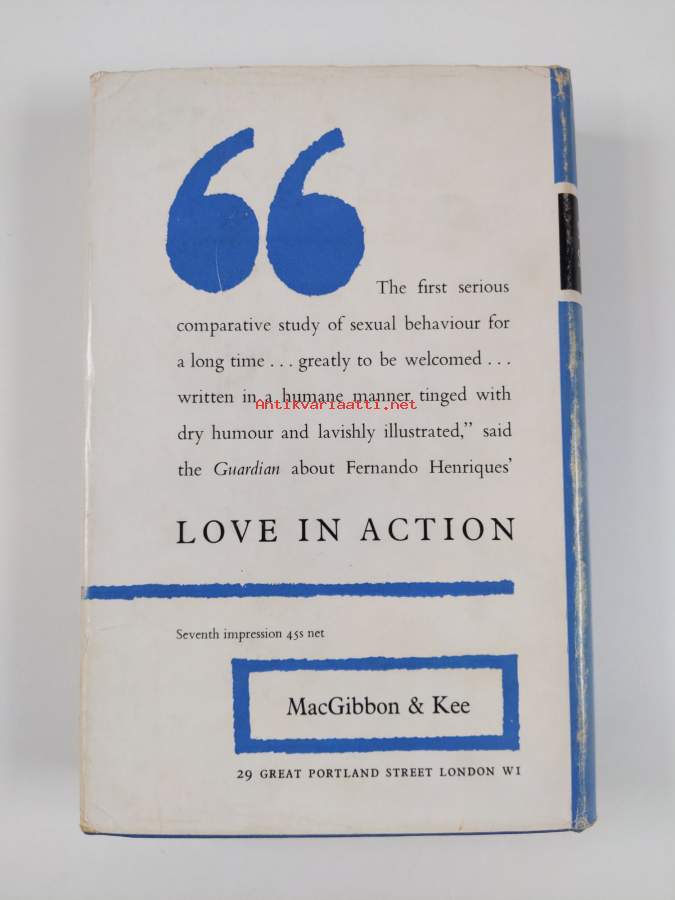 “
The first serious
comparative study of sexual behaviour for
a long time . . . greatly to be welcomed . . .
written in a humane manner tinged with
Antikvariaatti.net
dry humour and lavishly illustrated,” said
the Guardian about Fernando Henriques’
LOVE IN ACTION
Seventh impression 45s net
MacGibbon & Kee
29 GREAT PORTLAND STREET LONDON W1